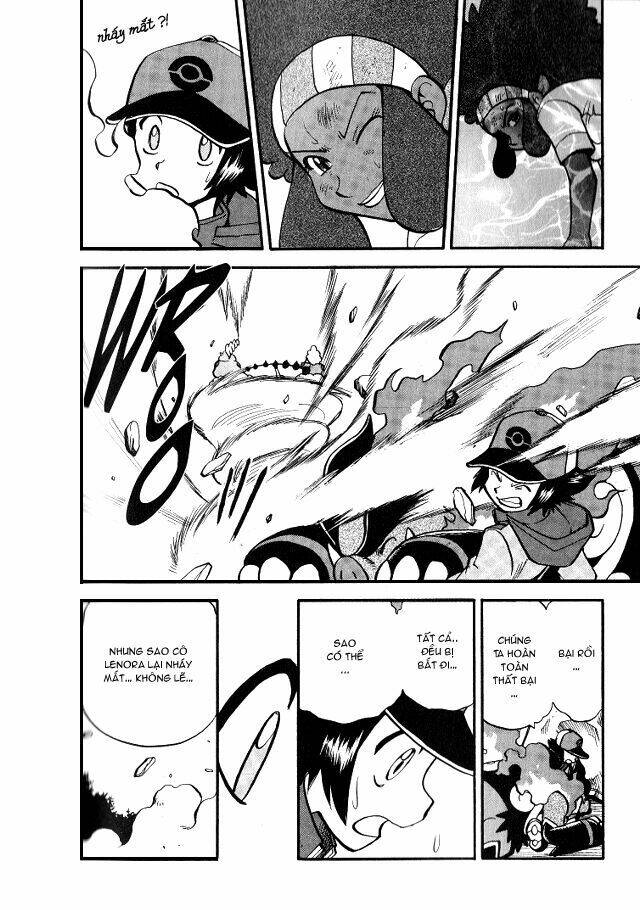 nháy mắt ?!
WROOO!!!
BẠI RỒI
...
CHÚNG
TA HOÀN
TOÀN
THẤT BẠI
...
TẤT CẢ..
ĐỀU BỊ
BẮT ĐI...
SAO
CÓ THỂ
...
NHƯNG SAO CÔ
LENORA LẠI NHÁY
MẮT... KHÔNG LẼ...